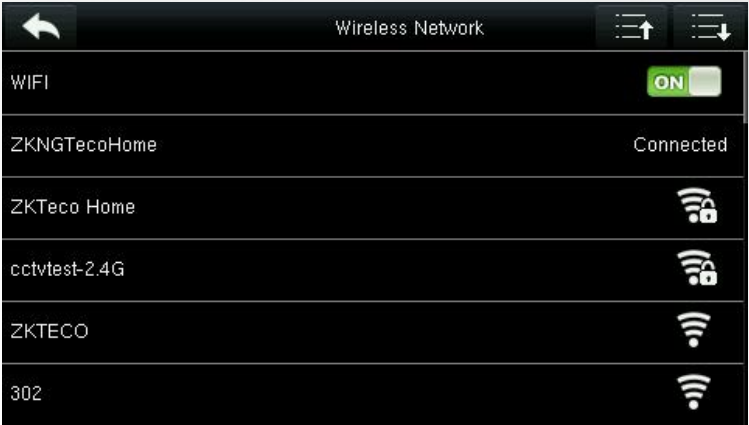 Wireless Network
WIFI ON
ZKNGTecoHome Connected
ZKTeco Home
cctvtest-2.4G
ZKTECO
302